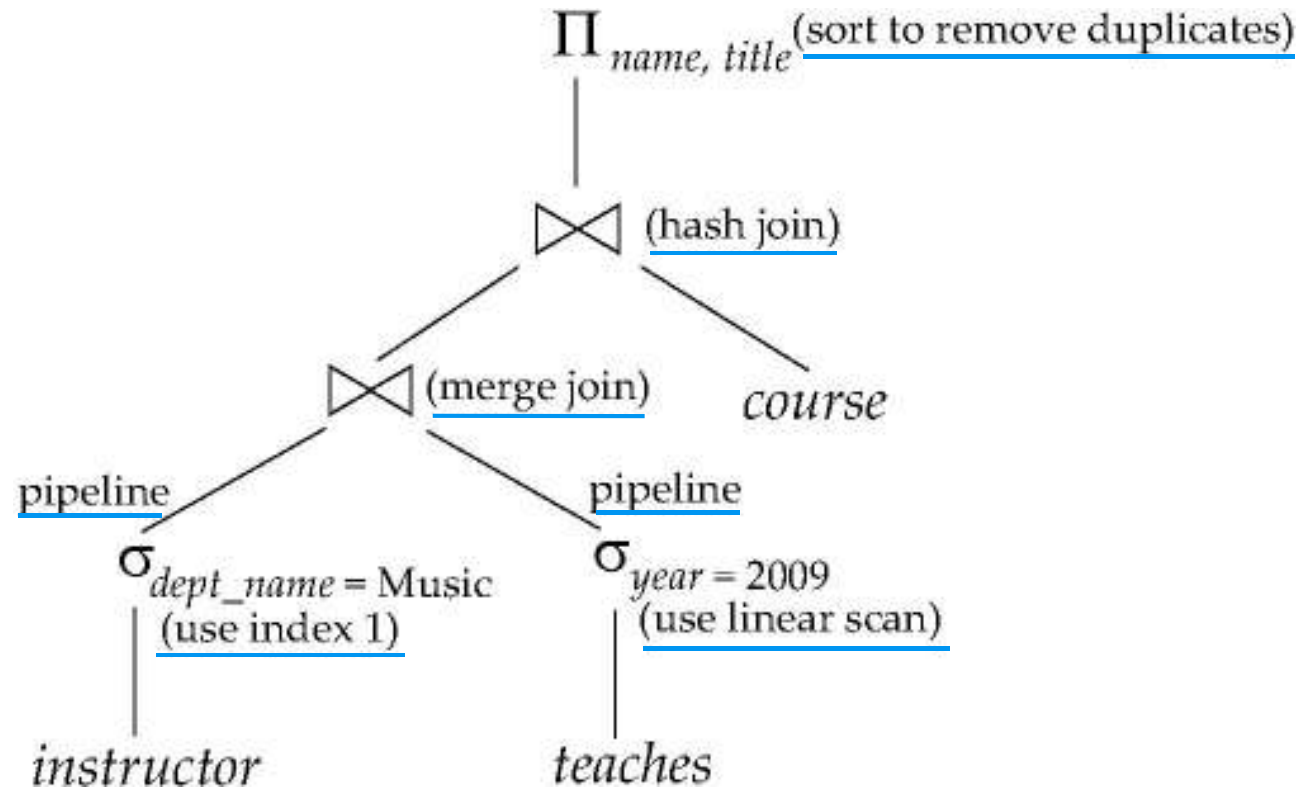 Π name, title (sort to remove duplicates)
(hash join)
(merge join)
course
pipeline
pipeline
σ dept_name = Music
σ year = 2009
(use index 1)
(use linear scan)
instructor
teaches